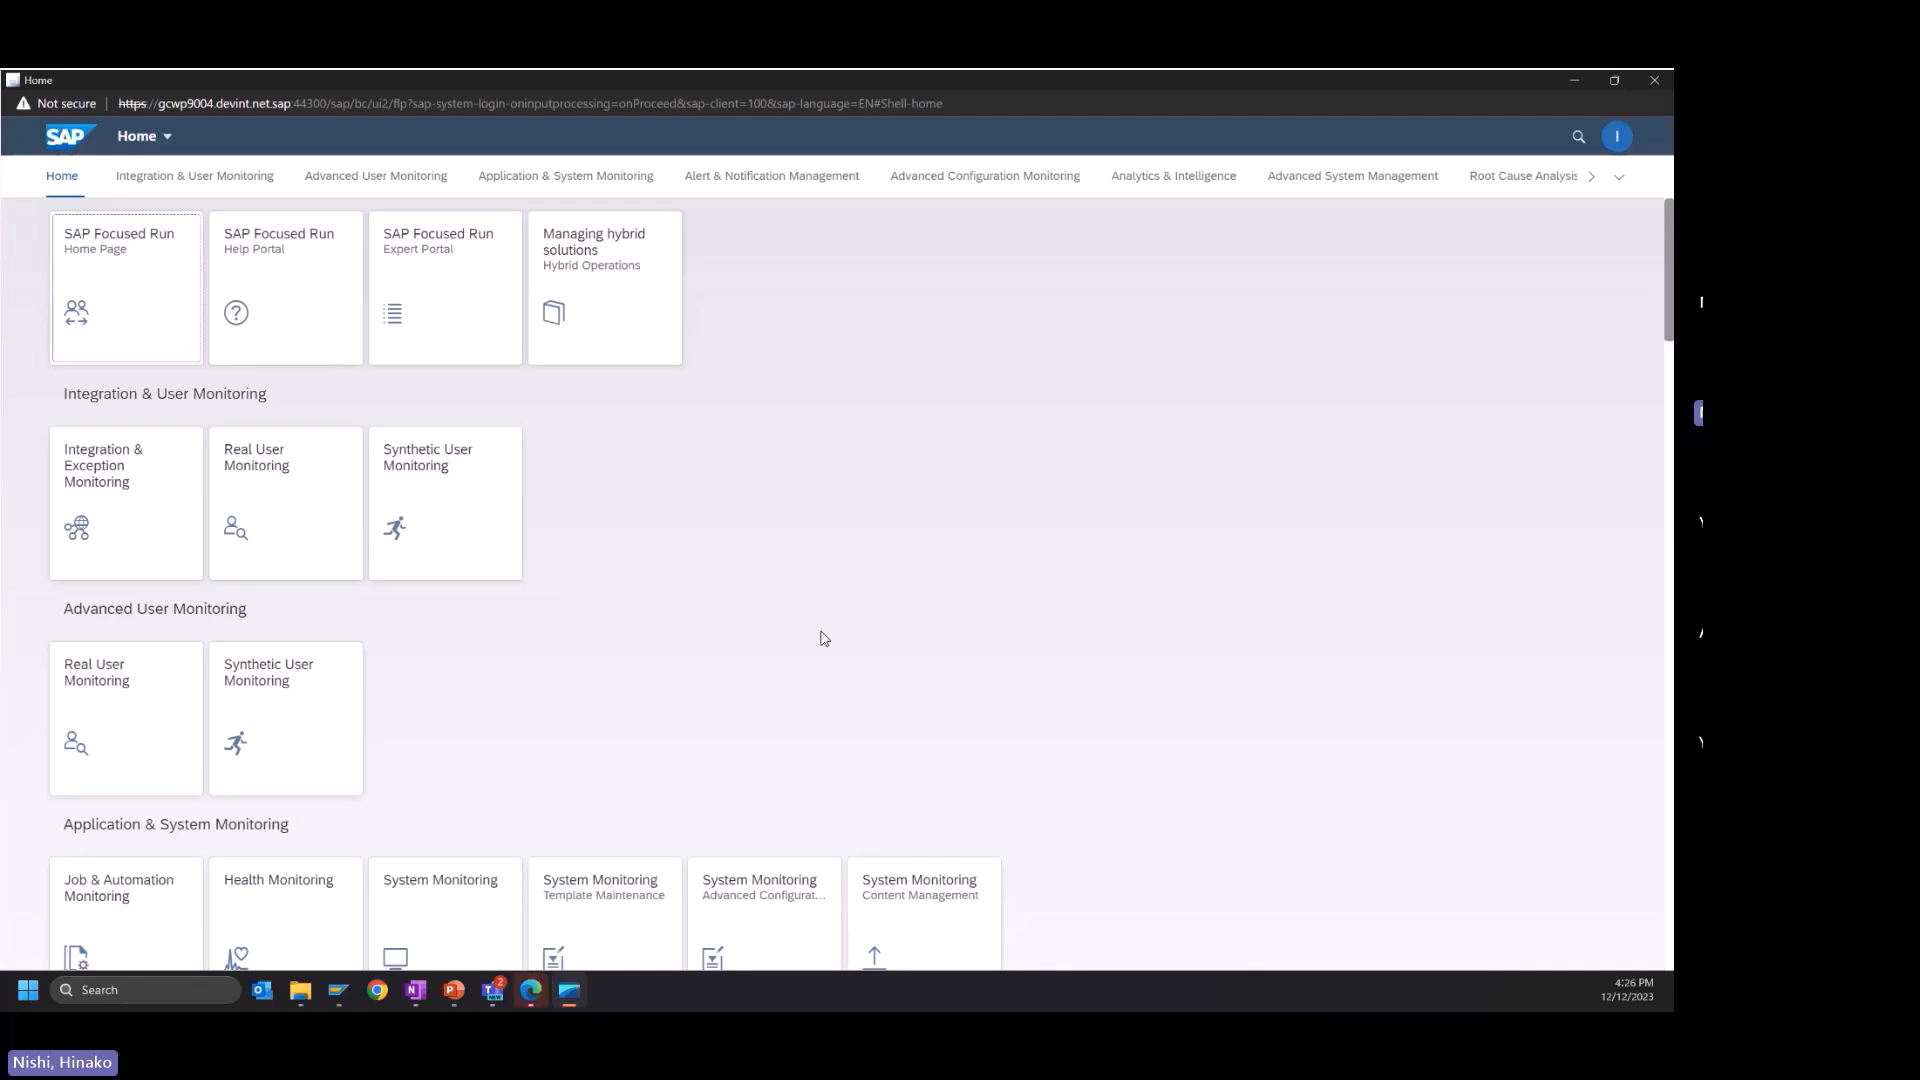 Home
Not secure https://gcwp9004.devint.net.sap:44300/sap/bc/ui2/flp?sap-system-login-oninputprocessing=onProceed&sap-client=100&sap-language=EN#Shell-home
SAP Home I
Home Integration & User Monitoring Advanced User Monitoring Application & System Monitoring Alert & Notification Management Advanced Configuration Monitoring Analytics & Intelligence Advanced System Management Root Cause Analysis
SAP Focused Run
Home Page
SAP Focused Run
Help Portal
SAP Focused Run
Expert Portal
Managing hybrid
solutions
Hybrid Operations
Integration & User Monitoring
Integration &
Exception
Monitoring
Real User
Monitoring
Synthetic User
Monitoring
Advanced User Monitoring
Real User
Monitoring
Synthetic User
Monitoring
Application & System Monitoring
Job & Automation
Monitoring
Health Monitoring
System Monitoring
System Monitoring
Template Maintenance
System Monitoring
Advanced Configurat...
System Monitoring
Content Management
Search
2
4:26 PM
12/12/2023
Nishi, Hinako